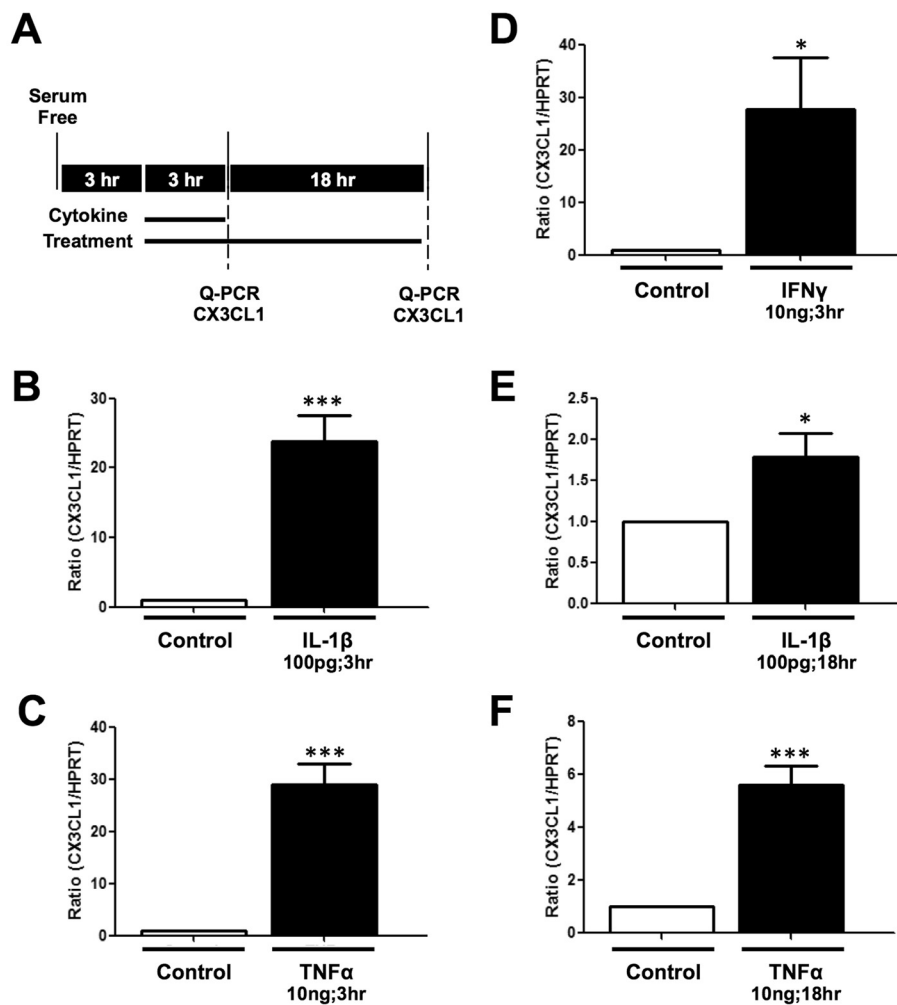 A
Serum
Free
3 hr
3 hr
18 hr
Cytokine
Treatment
Q-PCR
CX3CL1
Q-PCR
CX3CL1
D
Ratio (CX3CL1/HPRT)
40
30
20
10
0
*
Control
IFNγ
10ng;3hr
B
Ratio (CX3CL1/HPRT)
30
20
10
0
***
Control
IL-1β
100pg;3hr
E
Ratio (CX3CL1/HPRT)
2.5
2.0
1.5
1.0
0.5
0.0
*
Control
IL-1β
100pg;18hr
C
Ratio (CX3CL1/HPRT)
40
30
20
10
0
***
Control
TNFα
10ng;3hr
F
Ratio (CX3CL1/HPRT)
8
6
4
2
0
***
Control
TNFα
10ng;18hr